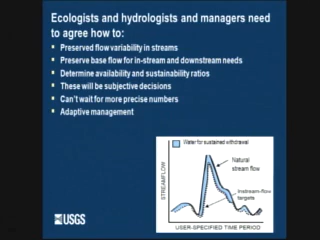 Ecologists and hydrologists and managers need
to agree how to:
Preserved flow variability in streams
Preserve base flow for in-stream and downstream needs
Determine availability and sustainability ratios
These will be subjective decisions
Can't wait for more precise numbers
Adaptive management
Water for sustained withdrawal
Natural
stream flow
Instream-flow
targets
STREAMFLOW
USER-SPECIFIED TIME PERIOD
USGS